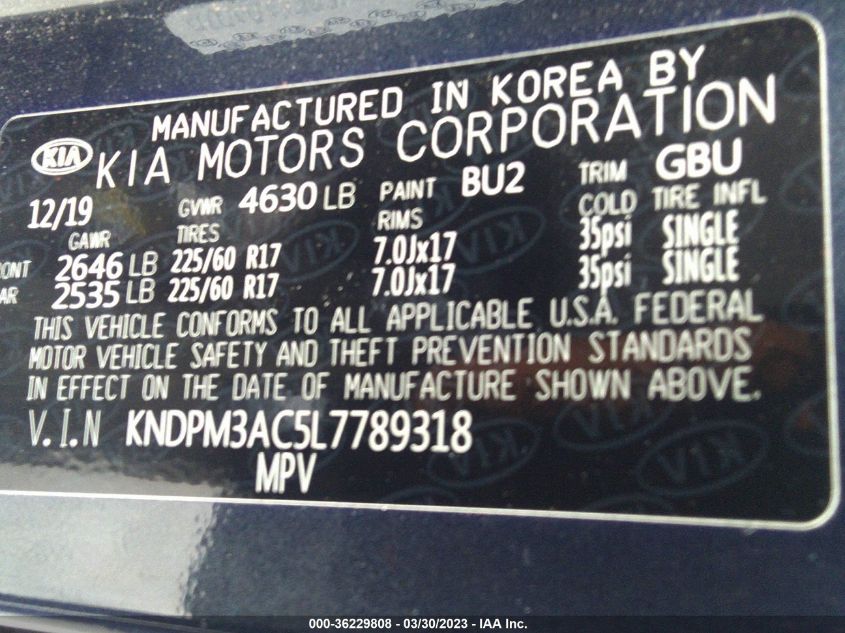 MANUFACTURED IN KOREA BY
KIA KIA MOTORS CORPORATION
12/19 GVWR 4630 LB PAINT BU2 TRIM GBU
GAWR TIRES RIMS COLD TIRE INFL
ONT 2646 LB 225/60 R17 7.0Jx17 35psi SINGLE
AR 2535 LB 225/60 R17 7.0Jx17 35psi SINGLE
THIS VEHICLE CONFORMS TO ALL APPLICABLE U.S.A. FEDERAL
MOTOR VEHICLE SAFETY AND THEFT PREVENTION STANDARDS
IN EFFECT ON THE DATE OF MANUFACTURE SHOWN ABOVE.
V.I.N KNDPM3AC5L7789318
MPV
000-36229808 - 03/30/2023 - IAA Inc.